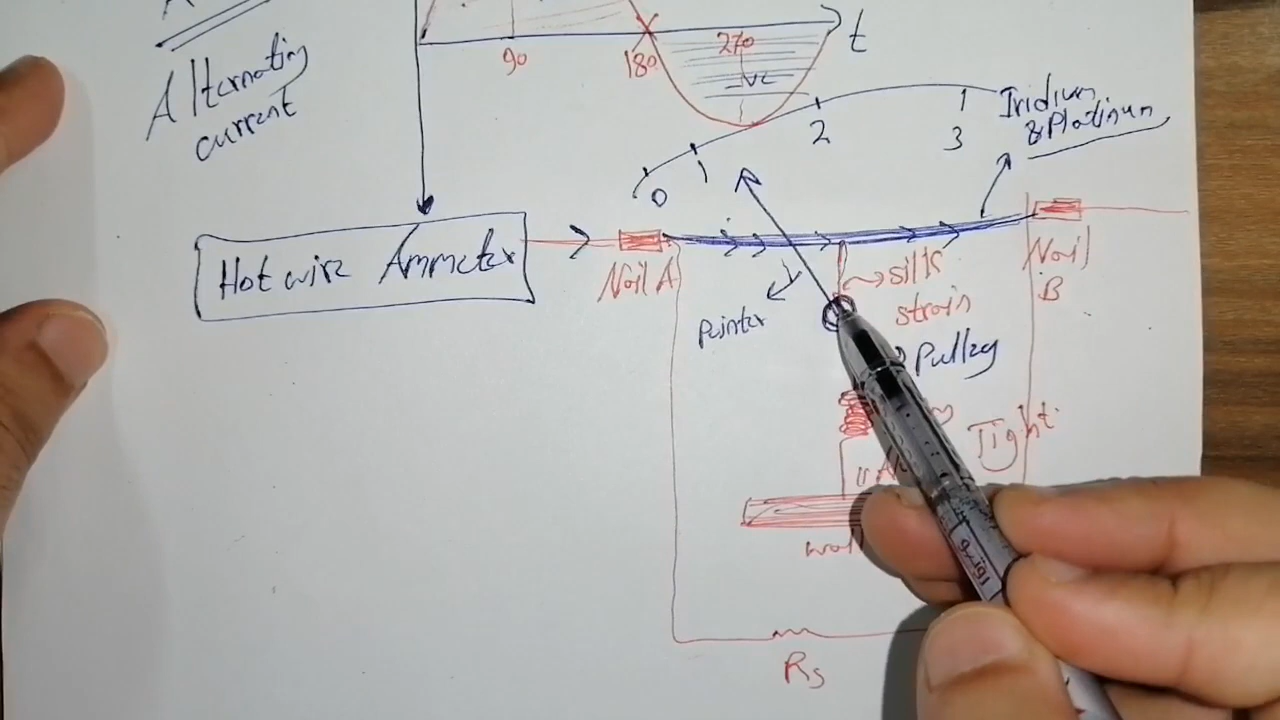 Alternating
current
90
180
270
-ve
t
0
1
2
3
Iridium
& Platinum
Hot wire Ammeter
Nail A
Nail
B
silk
strain
Pointer
Pulley
Tight
Rs